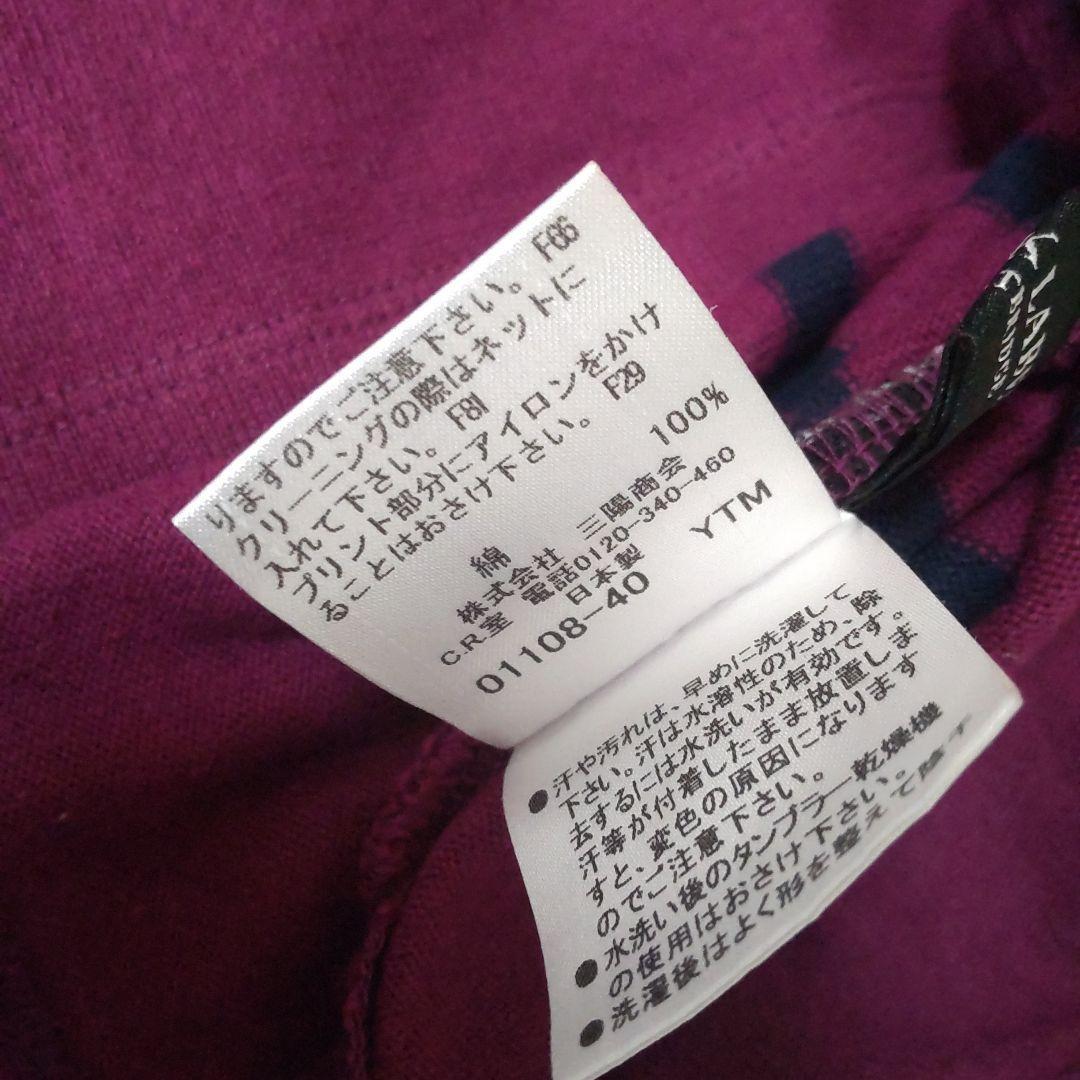 りますのでご注意下さい。 F66
クリーニングの際はネットに
入れて下さい。 F81
プリント部分にアイロンをかけ
ることはおさけ下さい。 F29
綿 100%
株式会社 三陽商会
C.R.室 電話0120-340-460
日本製
01108-40 YTM
●汗や汚れは、早めに洗濯して
下さい。汗は水溶性のため、除
去するには水洗いが有効です。
汗等が付着したまま放置しま
すと、変色の原因になります
のでご注意下さい。
●水洗い後のタンブラー乾燥機
の使用はおさけ下さい。
●洗濯後はよく形を整えて陰干